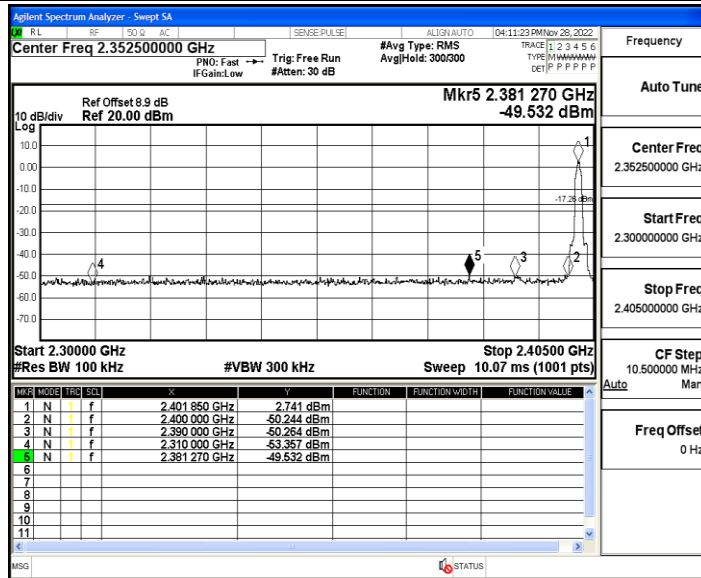 Agilent Spectrum Analyzer - Swept SA
RL RF 50 Ω AC SENSE:PULSE ALIGN AUTO 04:11:23 PM Nov 28, 2022
Center Freq 2.352500000 GHz
PNO: Fast
IFGain:Low
Trig: Free Run
#Atten: 30 dB
#Avg Type: RMS
Avg|Hold: 300/300
TRACE 1 2 3 4 5 6
TYPE MWWWWW
DET P P P P P P
Ref Offset 8.9 dB
10 dB/div Ref 20.00 dBm
Log
Mkr5 2.381 270 GHz
-49.532 dBm
10.0
0.00
-10.0
-20.0
-30.0
-40.0
-50.0
-60.0
-70.0
-17.26 dBm
1
4
5
3
2
Start 2.30000 GHz Stop 2.40500 GHz
#Res BW 100 kHz #VBW 300 kHz Sweep 10.07 ms (1001 pts)
MKR MODE TRC SCL X Y FUNCTION FUNCTION WIDTH FUNCTION VALUE
1 N 1 f 2.401 850 GHz 2.741 dBm
2 N 1 f 2.400 000 GHz -50.244 dBm
3 N 1 f 2.390 000 GHz -50.264 dBm
4 N 1 f 2.310 000 GHz -53.357 dBm
5 N 1 f 2.381 270 GHz -49.532 dBm
6
7
8
9
10
11
MSG STATUS
Frequency
Auto Tune
Center Freq
2.352500000 GHz
Start Freq
2.300000000 GHz
Stop Freq
2.405000000 GHz
CF Step
10.500000 MHz
Auto Man
Freq Offset
0 Hz